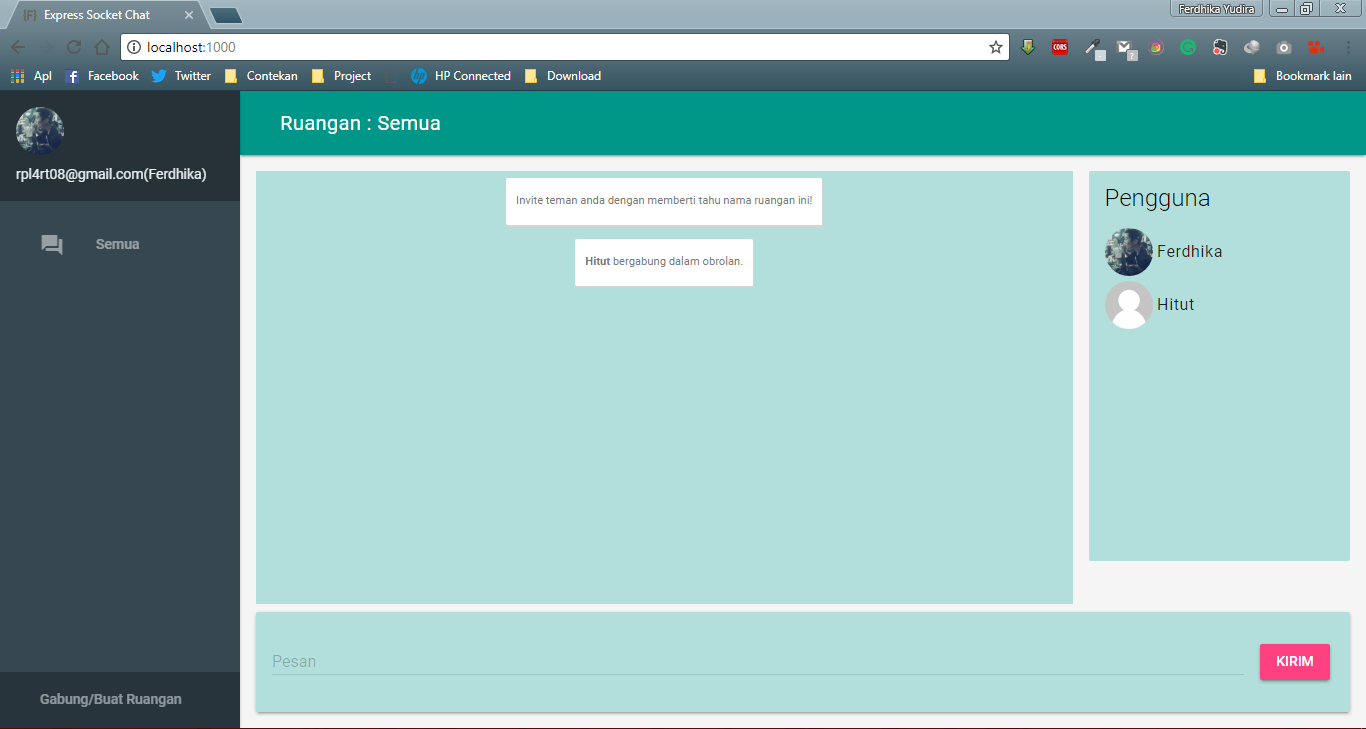 Express Socket Chat
Ferdhika Yudira
localhost:1000
CORS
?
Apl Facebook Twitter Contekan Project HP Connected Download Bookmark lain
rpl4rt08@gmail.com(Ferdhika)
Semua
Gabung/Buat Ruangan
Ruangan : Semua
Invite teman anda dengan memberti tahu nama ruangan ini!
Hitut bergabung dalam obrolan.
Pengguna
Ferdhika
Hitut
Pesan
KIRIM